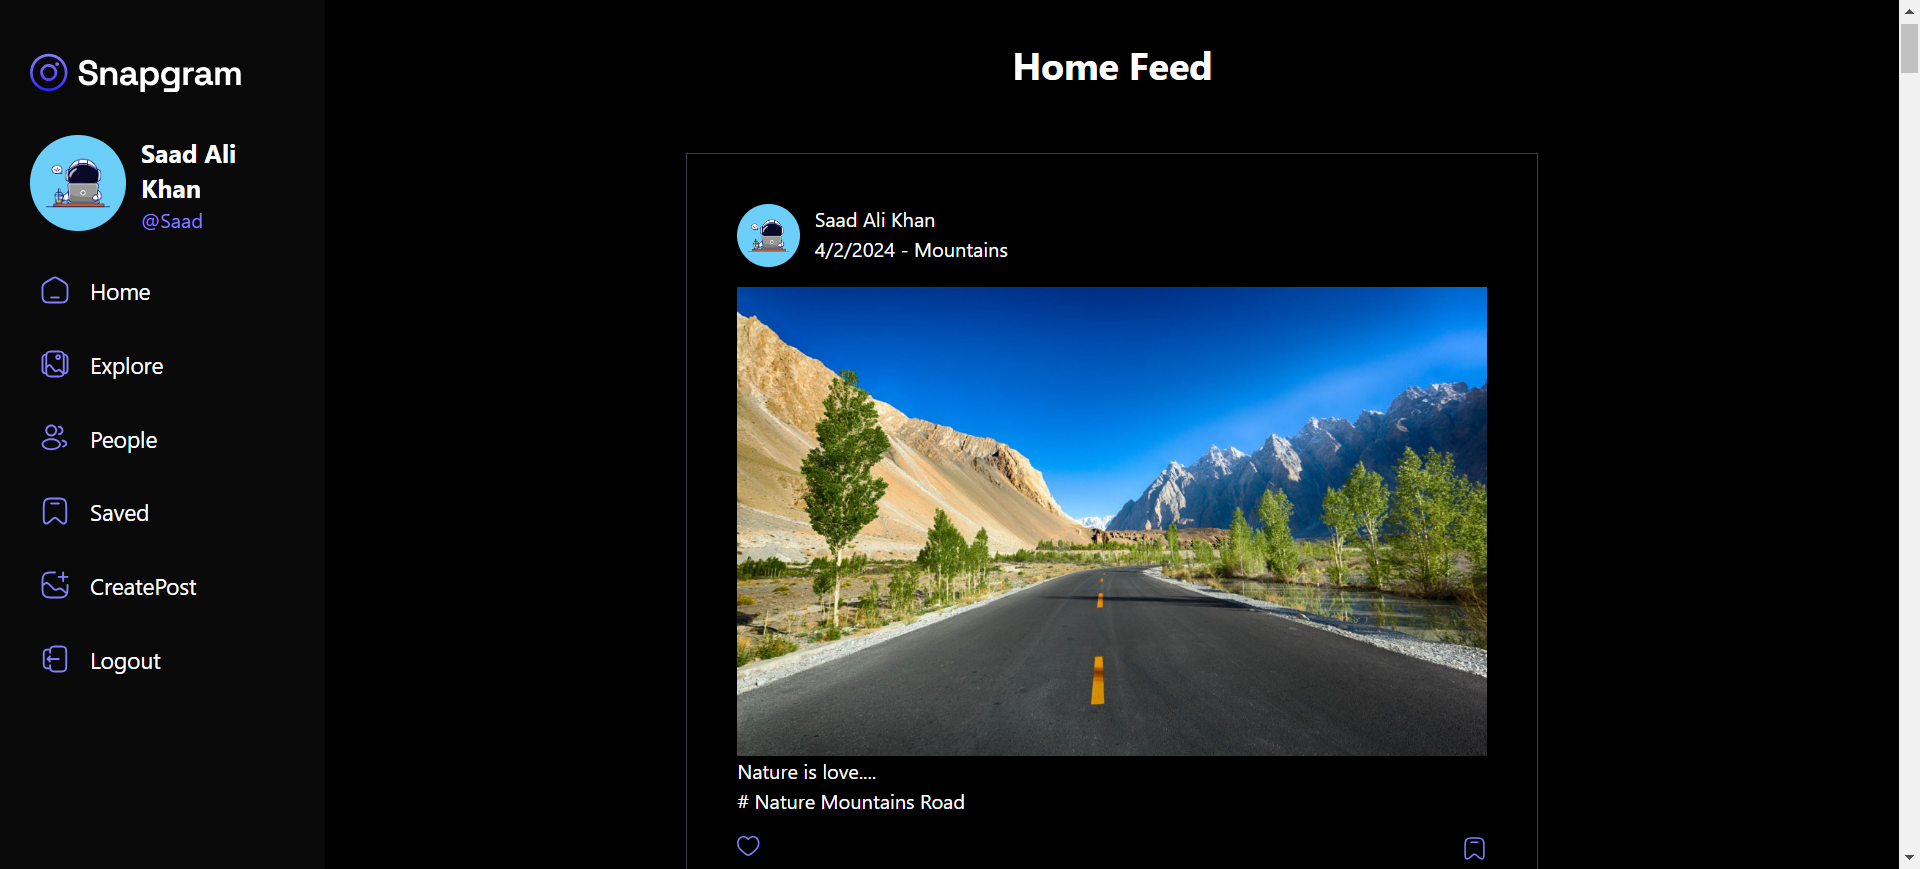 Snapgram
Saad Ali
Khan
@Saad
Home
Explore
People
Saved
CreatePost
Logout
Home Feed
Saad Ali Khan
4/2/2024 - Mountains
Nature is love....
# Nature Mountains Road